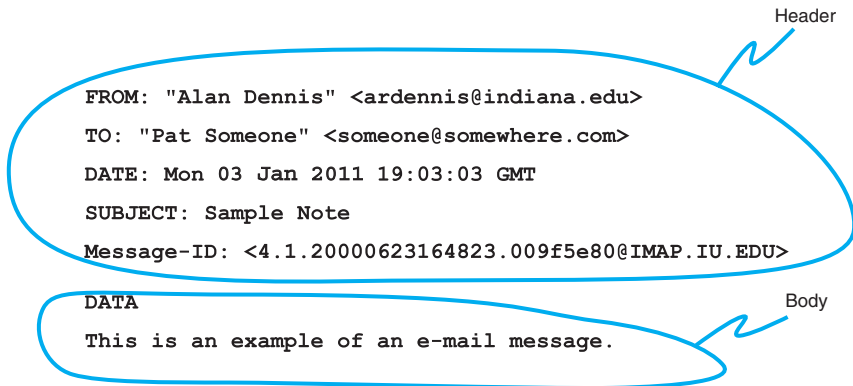 Header
FROM: "Alan Dennis" <ardennis@indiana.edu>
TO: "Pat Someone" <someone@somewhere.com>
DATE: Mon 03 Jan 2011 19:03:03 GMT
SUBJECT: Sample Note
Message-ID: <4.1.20000623164823.009f5e80@IMAP.IU.EDU>
DATA
Body
This is an example of an e-mail message.